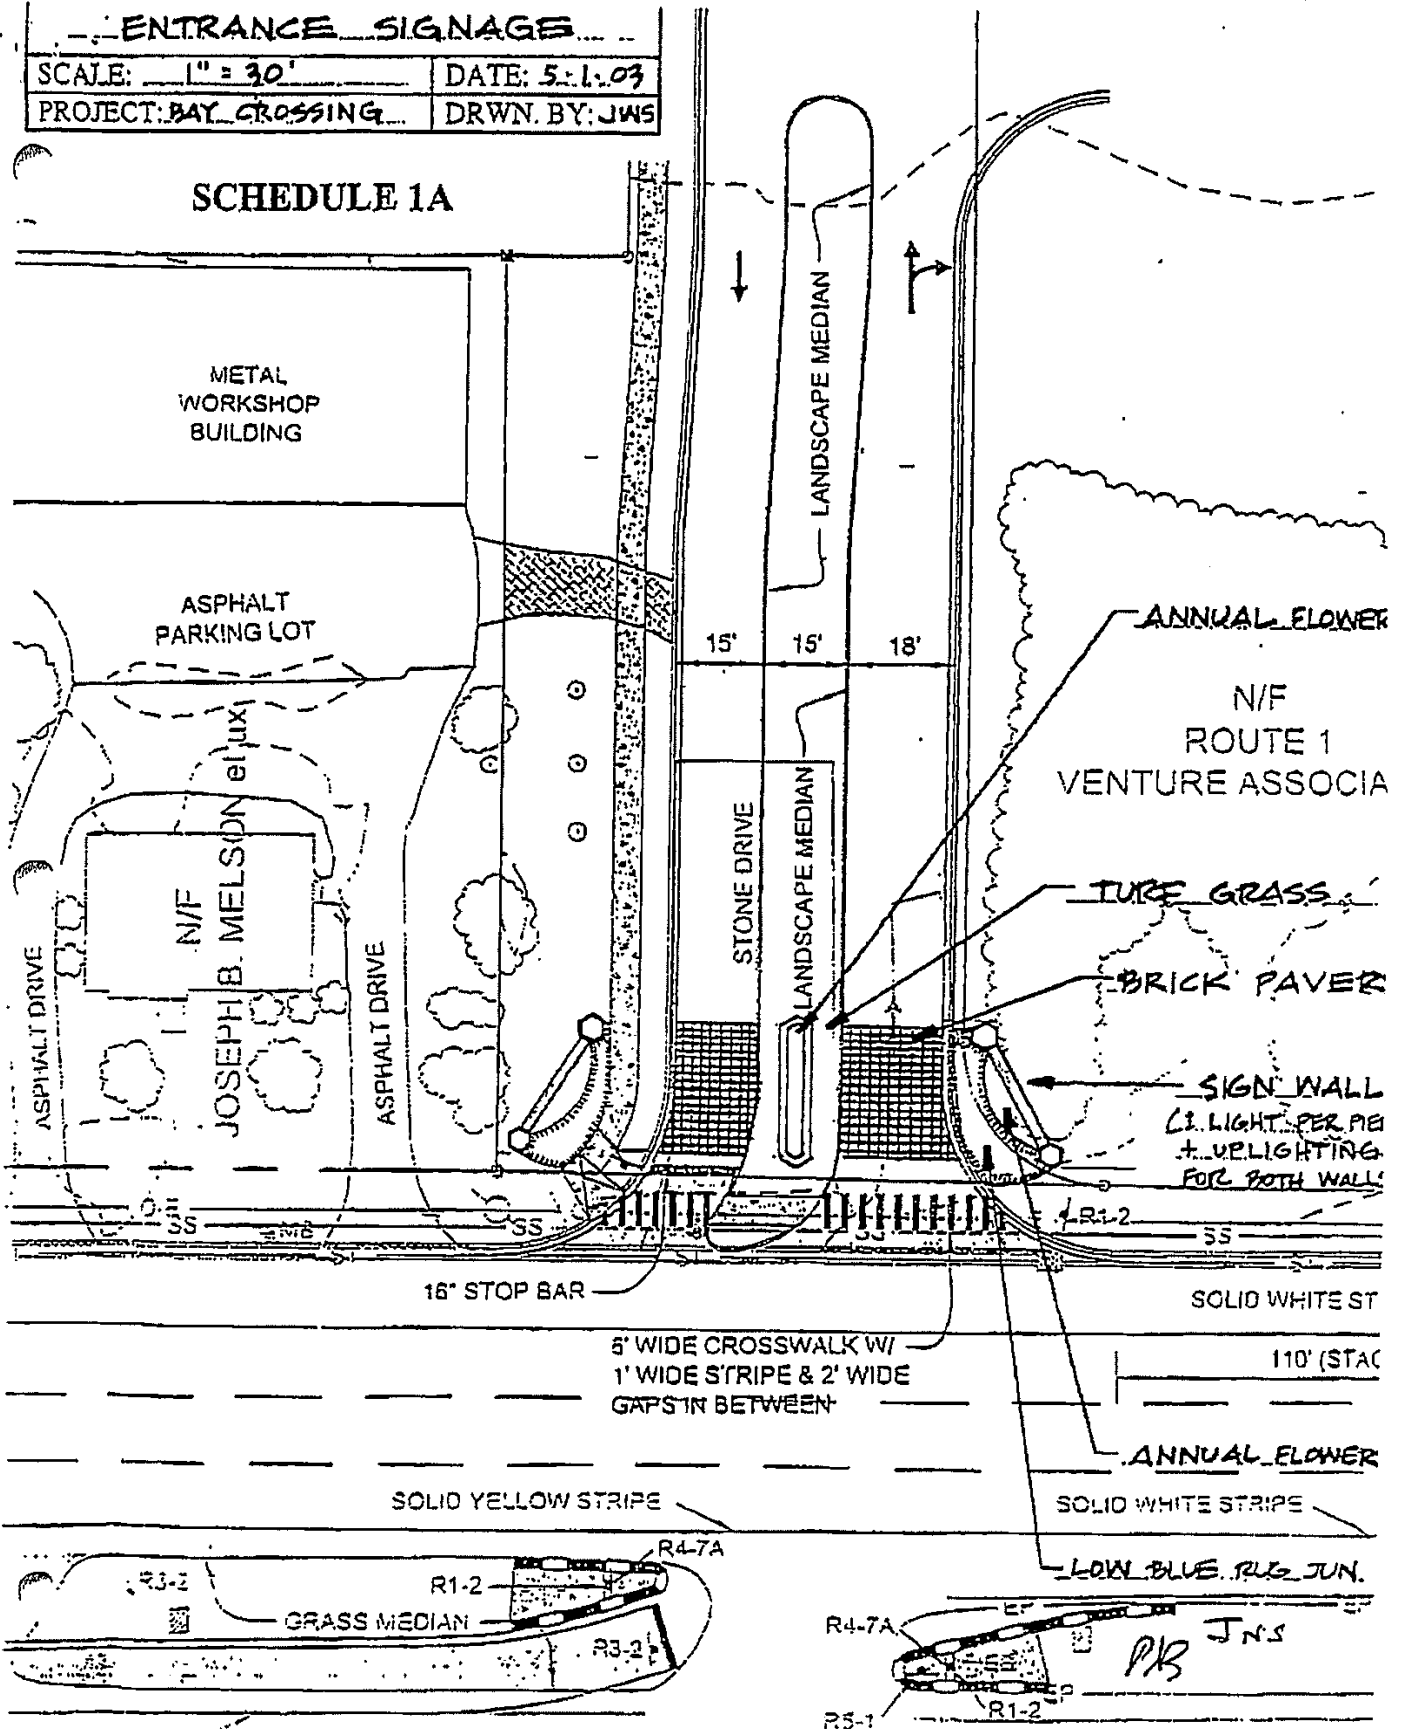 ENTRANCE SIGNAGE
SCALE: 1" = 30'
DATE: 5.1.03
PROJECT: BAY CROSSING
DRWN. BY: JWS
SCHEDULE 1A
METAL
WORKSHOP
BUILDING
LANDSCAPE MEDIAN
ASPHALT
PARKING LOT
15'
15'
18'
ANNUAL FLOWER
N/F
ROUTE 1
VENTURE ASSOCIA
N/F
JOSEPH B. MELSON et ux
ASPHALT DRIVE
ASPHALT DRIVE
STONE DRIVE
LANDSCAPE MEDIAN
TURF GRASS
BRICK PAVER
SIGN WALL
(1 LIGHT PER PIE
+ UPLIGHTING
FOR BOTH WALLS
SS
SS
SS
R1-2
SS
16" STOP BAR
SOLID WHITE ST
WIDE CROSSWALK W/
1' WIDE STRIPE & 2' WIDE
GAPS IN BETWEEN
110' (STAC
ANNUAL FLOWER
SOLID YELLOW STRIPE
SOLID WHITE STRIPE
R4-7A
LOW BLUE RUG JUN.
R3-2
R1-2
GRASS MEDIAN
R3-2
R4-7A
JNS
R1-2
R5-1